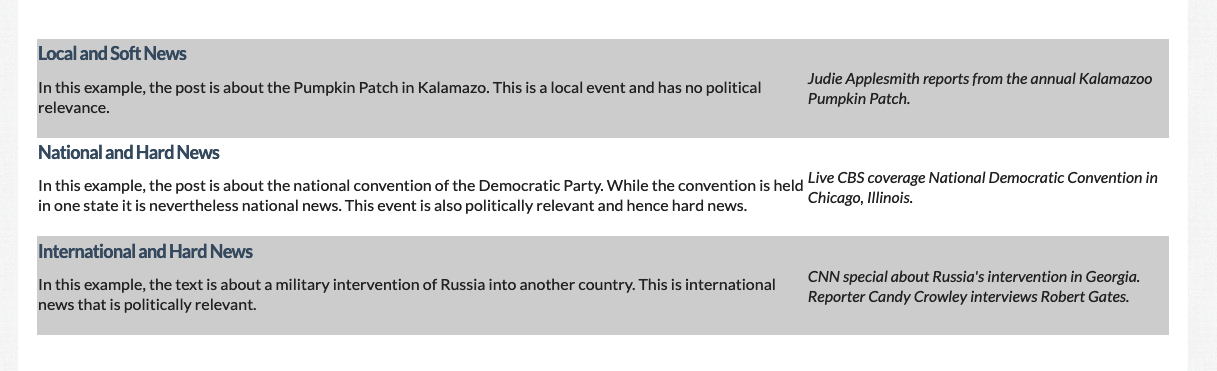 Local and Soft News
In this example, the post is about the Pumpkin Patch in Kalamazo. This is a local event and has no political
relevance.
Judie Applesmith reports from the annual Kalamazoo
Pumpkin Patch.
National and Hard News
In this example, the post is about the national convention of the Democratic Party. While the convention is held
in one state it is nevertheless national news. This event is also politically relevant and hence hard news.
Live CBS coverage National Democratic Convention in
Chicago, Illinois.
International and Hard News
In this example, the text is about a military intervention of Russia into another country. This is international
news that is politically relevant.
CNN special about Russia's intervention in Georgia.
Reporter Candy Crowley interviews Robert Gates.